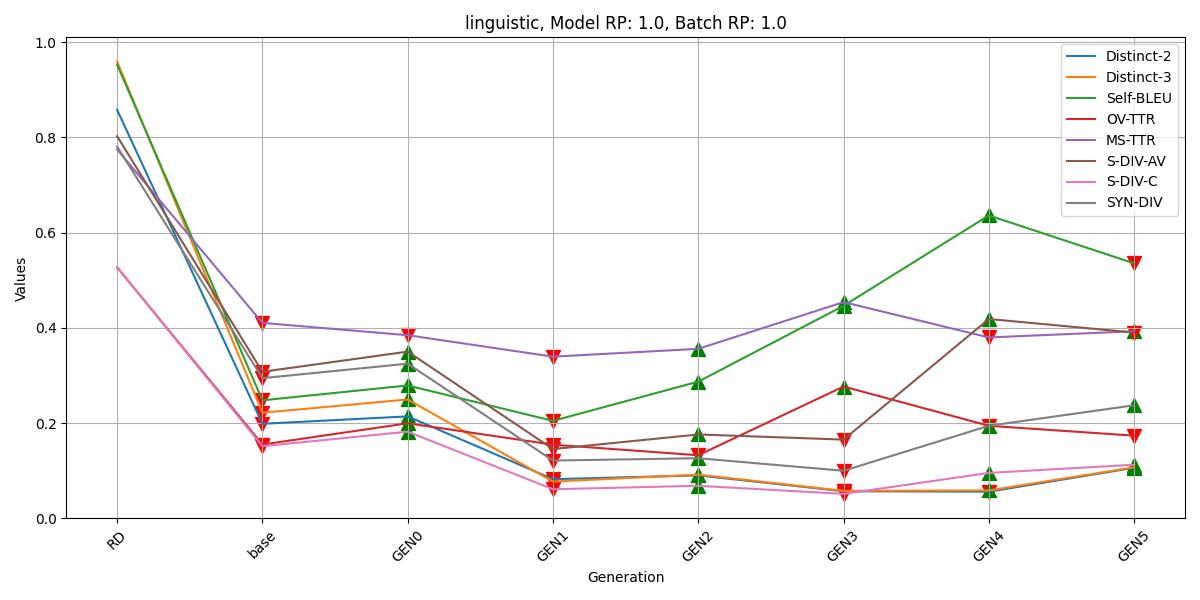 linguistic, Model RP: 1.0, Batch RP: 1.0
Values
1.0
0.8
0.6
0.4
0.2
0.0
Distinct-2
Distinct-3
Self-BLEU
OV-TTR
MS-TTR
S-DIV-AV
S-DIV-C
SYN-DIV
RD
base
GEN0
GEN1
GEN2
GEN3
GEN4
GEN5
Generation